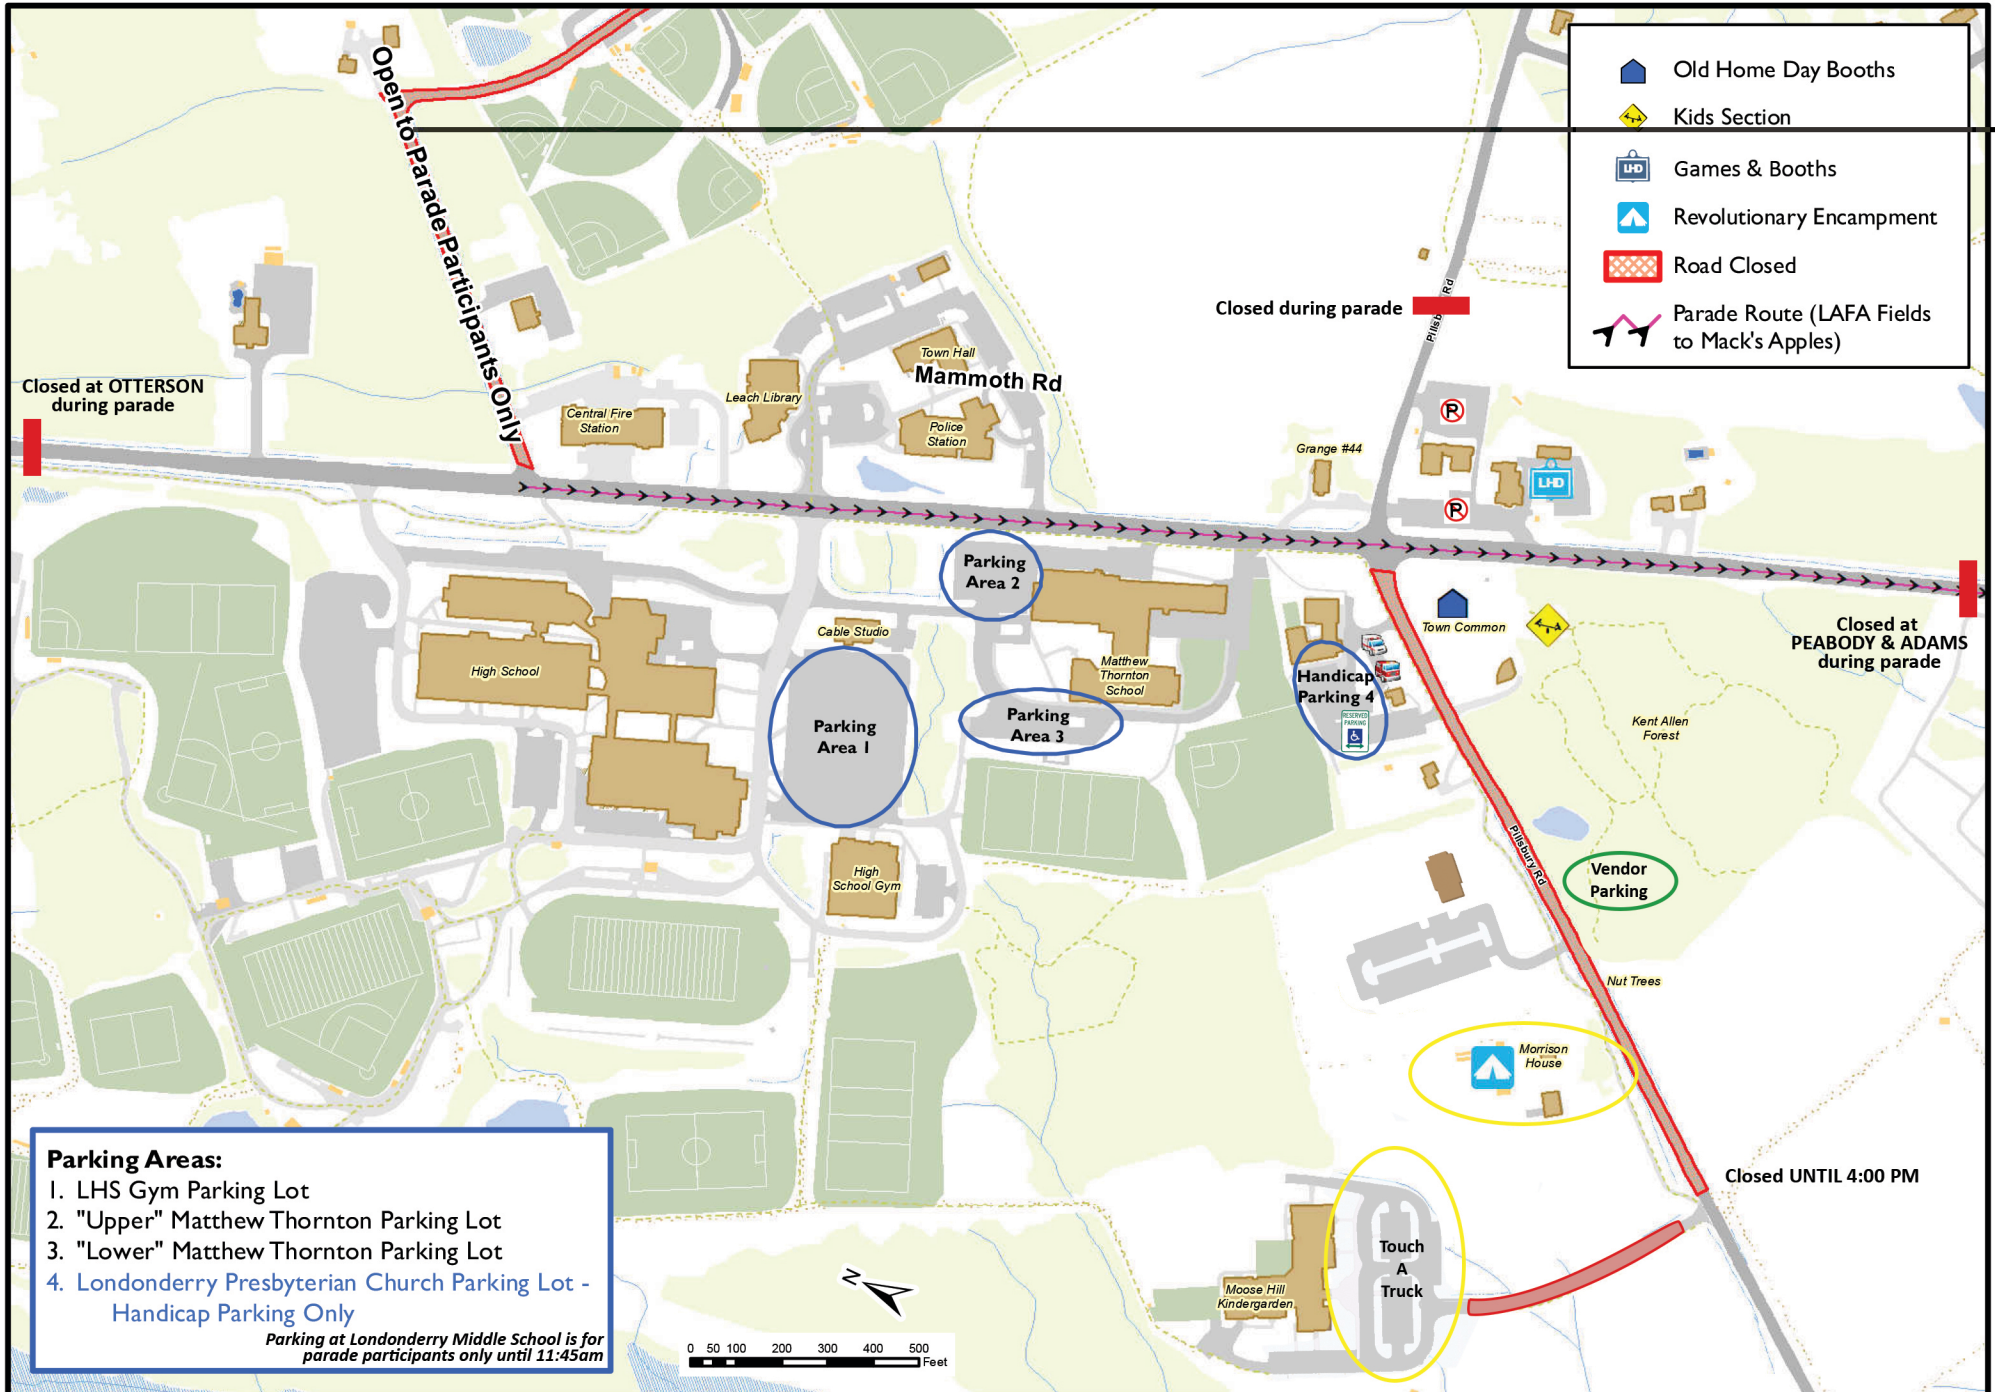 Open to Parade Participants Only
Old Home Day Booths
Kids Section
LHD
Games & Booths
Revolutionary Encampment
Road Closed
Parade Route (LAFA Fields
to Mack's Apples)
Closed during parade
Pillsb Rd
Town Hall
Mammoth Rd
Leach Library
Central Fire
Station
Police
Station
Closed at OTTERSON
during parade
Grange #44
P
LHD
P
Parking
Area 2
Cable Studio
High School
Matthew
Thornton
School
Parking
Area 1
Parking
Area 3
Handicap
Parking 4
RESERVED
PARKING
Town Common
Closed at
PEABODY & ADAMS
during parade
Kent Allen
Forest
Pillsbury Rd
Vendor
Parking
High
School Gym
Nut Trees
Morrison
House
Closed UNTIL 4:00 PM
Touch
A
Truck
Moose Hill
Kindergarden
Parking Areas:
1. LHS Gym Parking Lot
2. "Upper" Matthew Thornton Parking Lot
3. "Lower" Matthew Thornton Parking Lot
4. Londonderry Presbyterian Church Parking Lot -
Handicap Parking Only
Parking at Londonderry Middle School is for
parade participants only until 11:45am
N
0 50 100 200 300 400 500
Feet